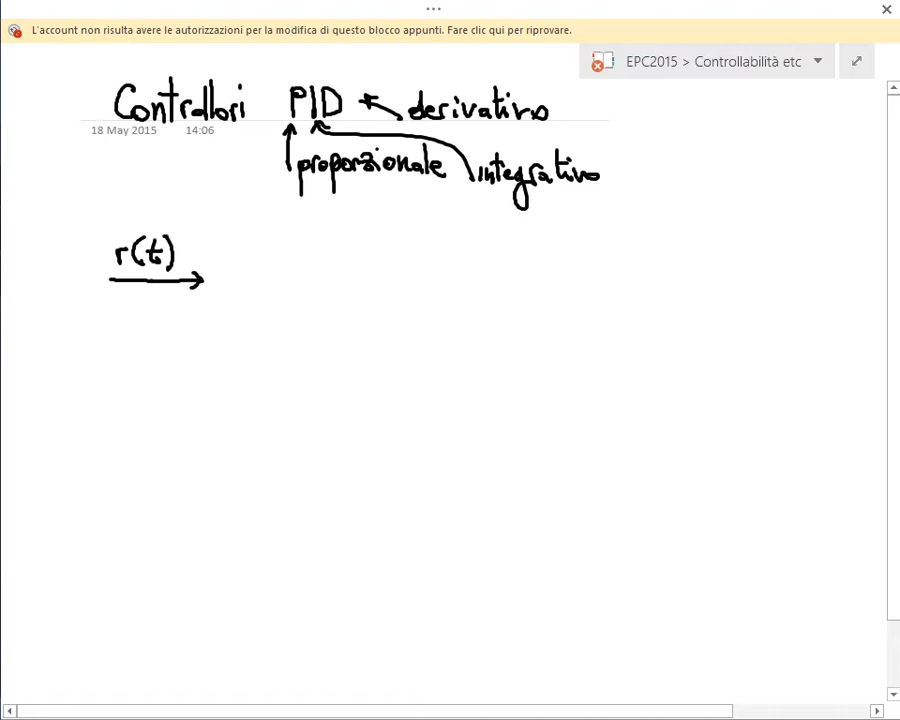 L'account non risulta avere le autorizzazioni per la modifica di questo blocco appunti. Fare clic qui per riprovare.
EPC2015 > Controllabilità etc
Controllori PID derivativo
18 May 2015 14:06
proporzionale integrativo
r(t)